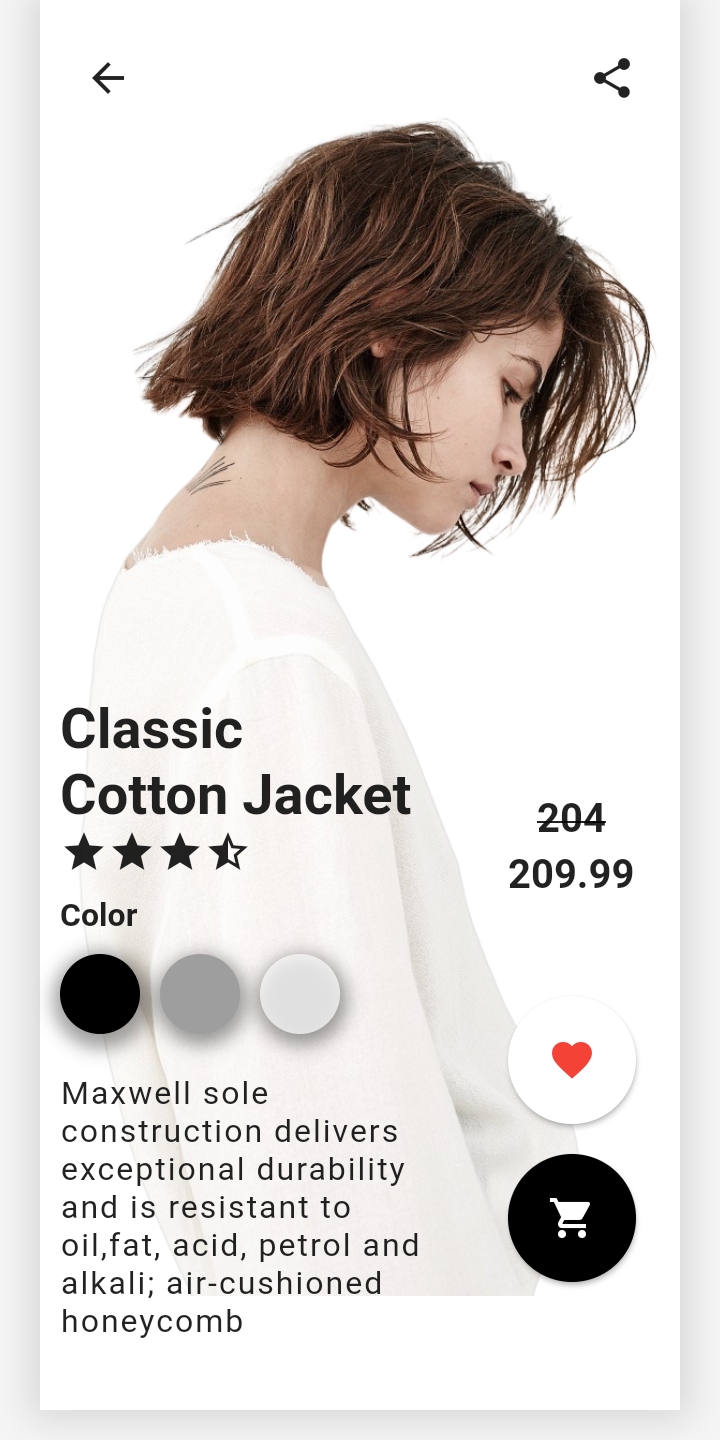 Classic
Cotton Jacket
204
209.99
Color
Maxwell sole
construction delivers
exceptional durability
and is resistant to
oil,fat, acid, petrol and
alkali; air-cushioned
honeycomb